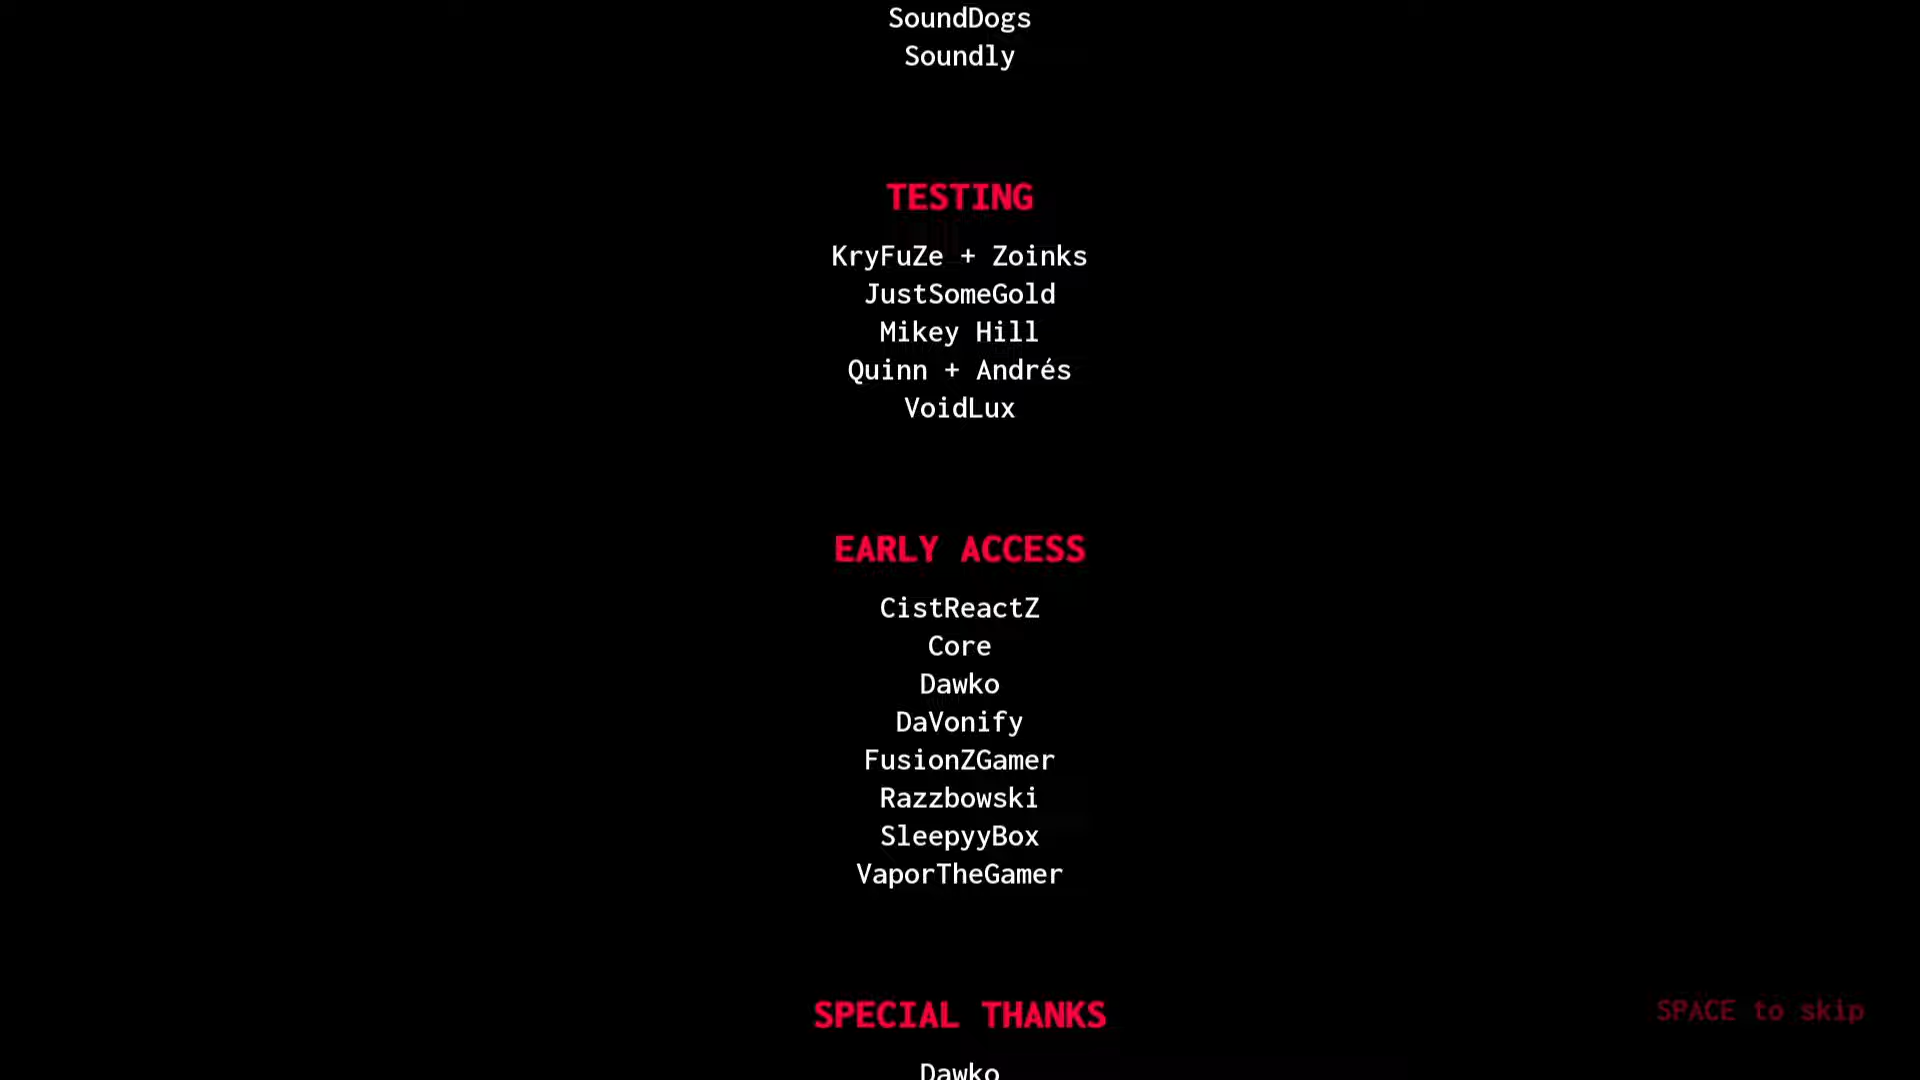 SoundDogs
Soundly
TESTING
KryFuZe + Zoinks
JustSomeGold
Mikey Hill
Quinn + Andrés
VoidLux
EARLY ACCESS
CistReactZ
Core
Dawko
DaVonify
FusionZGamer
Razzbowski
SleepyyBox
VaporTheGamer
SPECIAL THANKS
SPACE to skip
Dawko